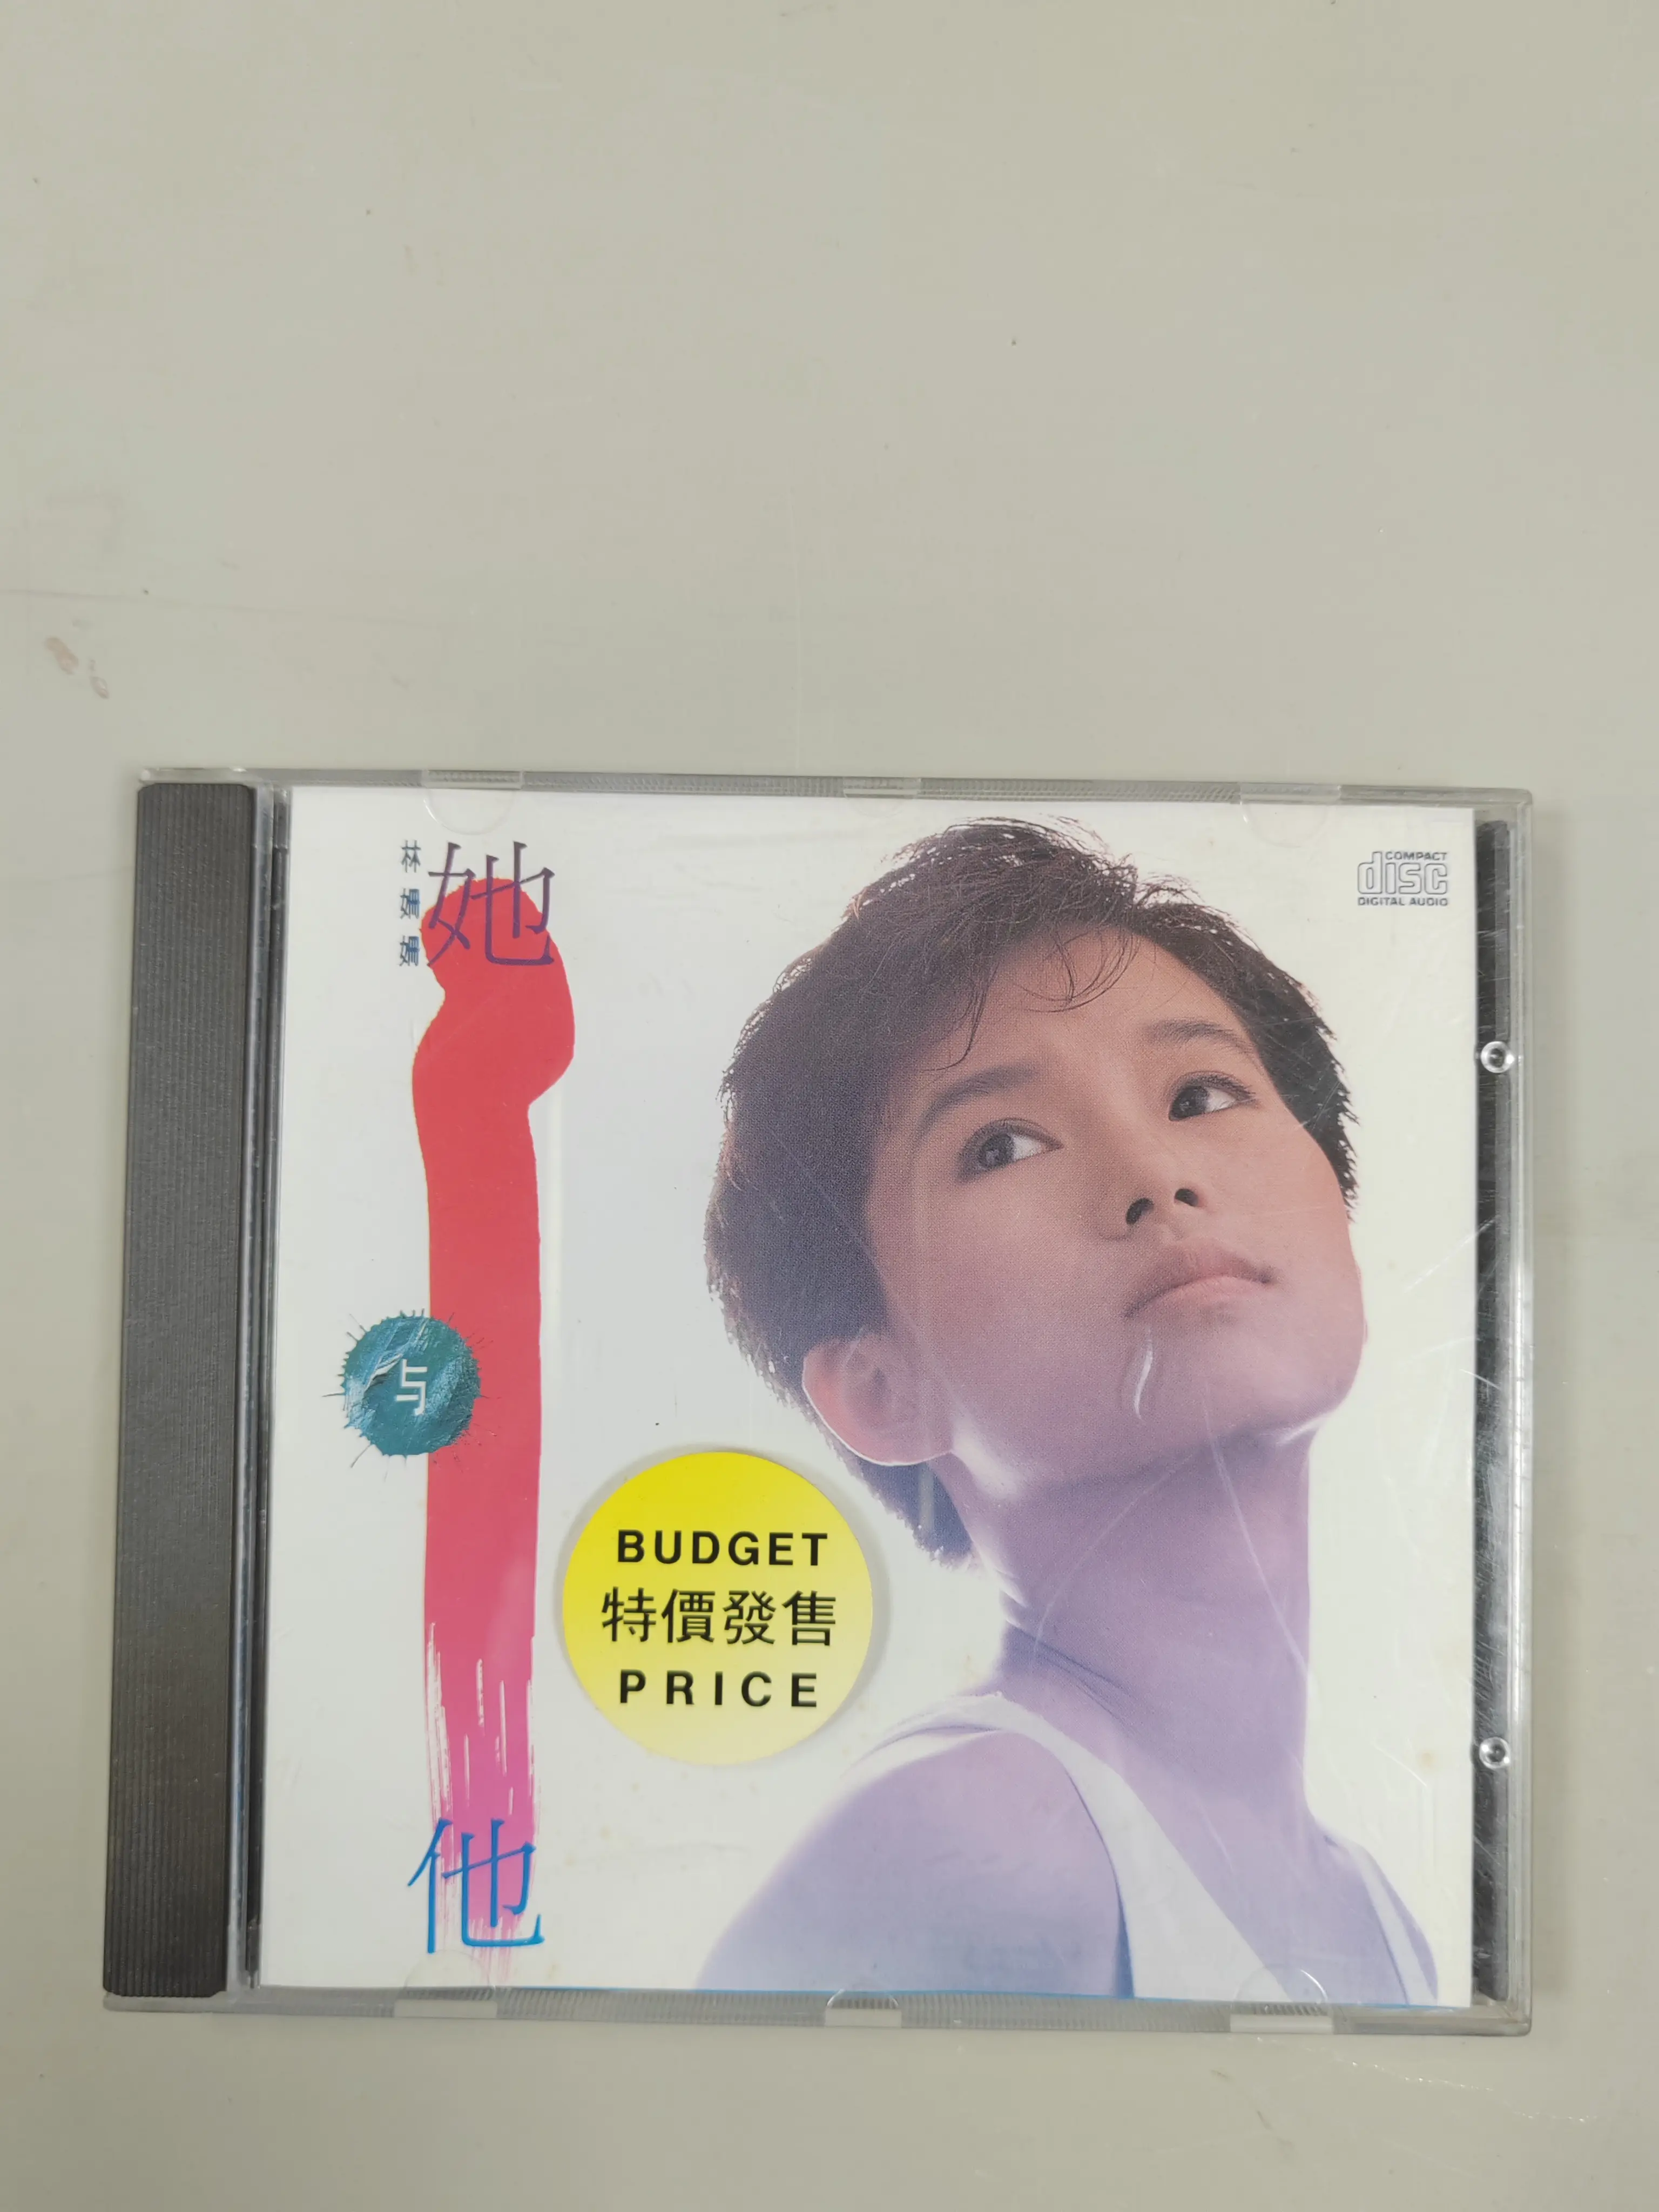 林姍姍
她
与
他
COMPACT
disc
DIGITAL AUDIO
BUDGET
特價發售
PRICE